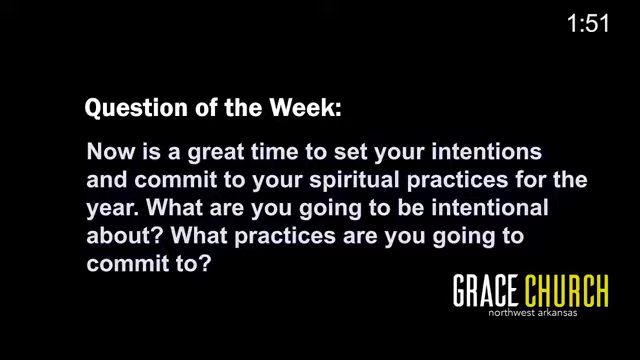 1:51
Question of the Week:
Now is a great time to set your intentions
and commit to your spiritual practices for the
year. What are you going to be intentional
about? What practices are you going to
commit to?
GRACE CHURCH
northwest arkansas